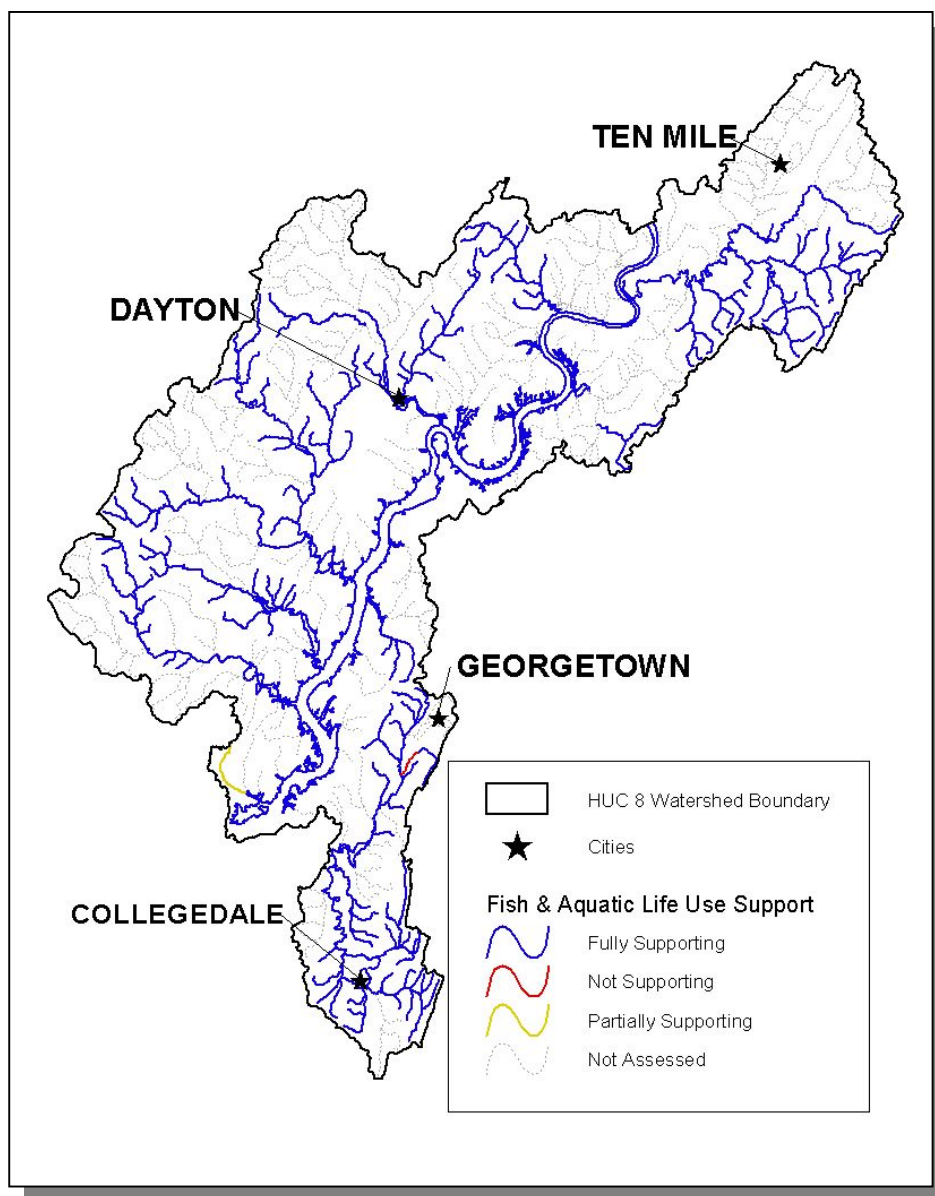 TEN MILE
DAYTON
GEORGETOWN
HUC 8 Watershed Boundary
Cities
COLLEGEDALE
Fish & Aquatic Life Use Support
Fully Supporting
Not Supporting
Partially Supporting
Not Assessed